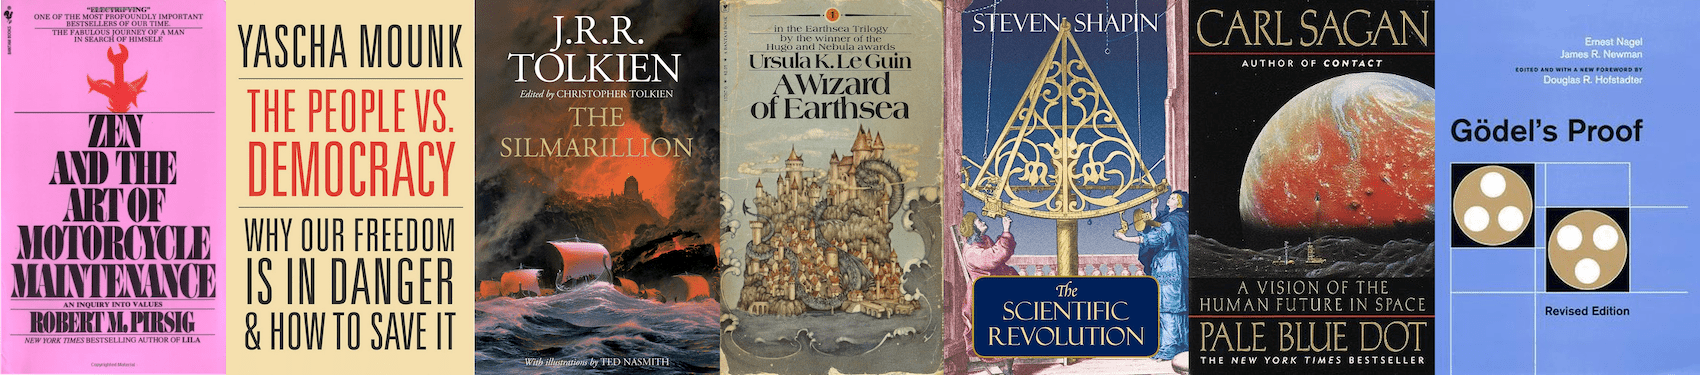 "ELECTRIFYING"
ONE OF THE MOST PROFOUNDLY IMPORTANT
BESTSELLERS OF OUR TIME.
THE FABULOUS JOURNEY OF A MAN
IN SEARCH OF HIMSELF
ZEN
AND THE
ART OF
MOTORCYCLE
MAINTENANCE
AN INQUIRY INTO VALUES
ROBERT M. PIRSIG
NEW YORK TIMES BESTSELLING AUTHOR OF LILA
Copyrighted Material
YASCHA MOUNK
THE PEOPLE VS.
DEMOCRACY
WHY OUR FREEDOM
IS IN DANGER
& HOW TO SAVE IT
J.R.R.
TOLKIEN
Edited by CHRISTOPHER TOLKIEN
THE
SILMARILLION
With illustrations by TED NASMITH
1
in the Earthsea Trilogy
by the winner of the
Hugo and Nebula awards
Ursula K. Le Guin
A Wizard
of Earthsea
STEVEN SHAPIN
The
SCIENTIFIC
REVOLUTION
CARL SAGAN
AUTHOR OF CONTACT
A VISION OF THE
HUMAN FUTURE IN SPACE
PALE BLUE DOT
THE NEW YORK TIMES BESTSELLER
Ernest Nagel
James R. Newman
EDITED AND WITH A NEW FOREWORD BY
Douglas R. Hofstadter
Gödel's Proof
Revised Edition